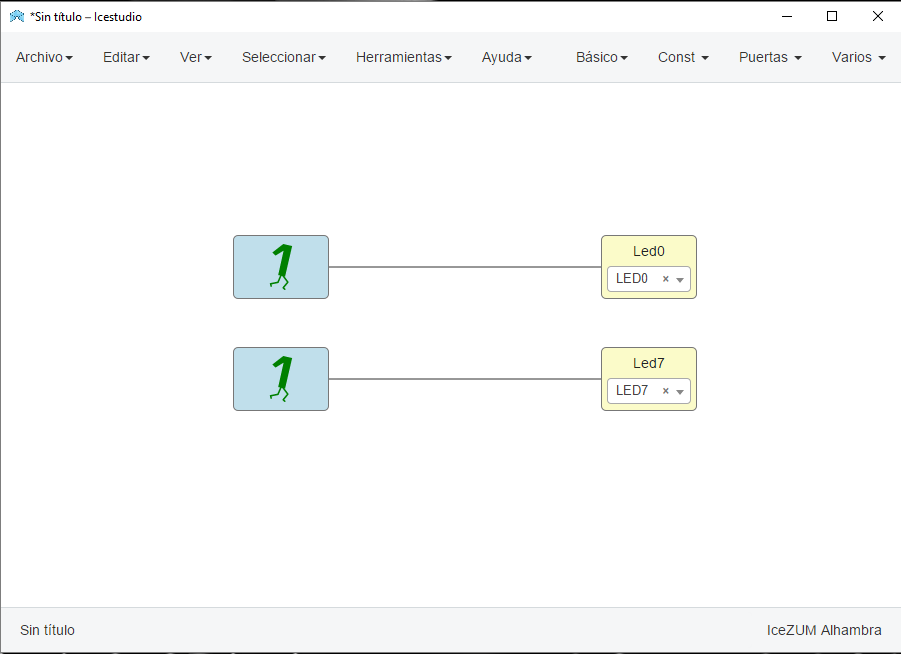 *Sin título – Icestudio
Archivo Editar Ver Seleccionar Herramientas Ayuda Básico Const Puertas Varios
1
Led0
LED0 ×
1
Led7
LED7 ×
Sin título IceZUM Alhambra